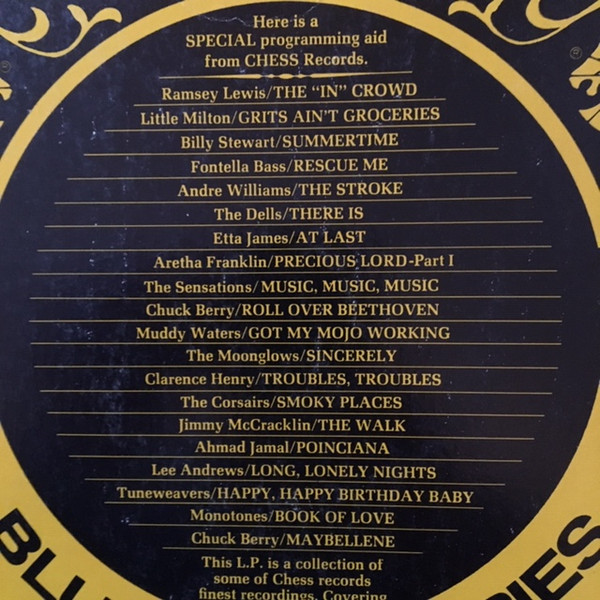 Here is a
SPECIAL programming aid
from CHESS Records.
Ramsey Lewis/THE "IN" CROWD
Little Milton/GRITS AIN'T GROCERIES
Billy Stewart/SUMMERTIME
Fontella Bass/RESCUE ME
Andre Williams/THE STROKE
The Dells/THERE IS
Etta James/AT LAST
Aretha Franklin/PRECIOUS LORD-Part I
The Sensations/MUSIC, MUSIC, MUSIC
Chuck Berry/ROLL OVER BEETHOVEN
Muddy Waters/GOT MY MOJO WORKING
The Moonglows/SINCERELY
Clarence Henry/TROUBLES, TROUBLES
The Corsairs/SMOKY PLACES
Jimmy McCracklin/THE WALK
Ahmad Jamal/POINCIANA
Lee Andrews/LONG, LONELY NIGHTS
Tuneweavers/HAPPY, HAPPY BIRTHDAY BABY
Monotones/BOOK OF LOVE
Chuck Berry/MAYBELLENE
This L.P. is a collection of
some of Chess records
finest recordings. Covering